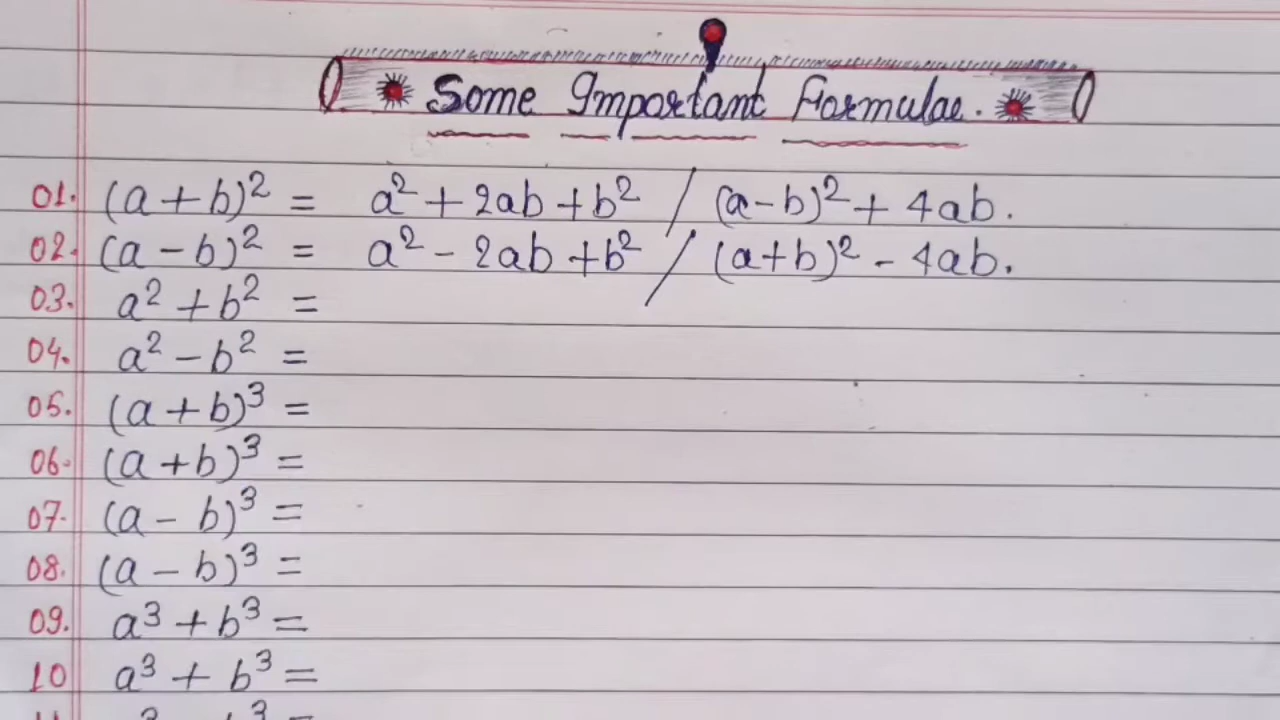 Some Important Formulae.
01. (a+b)² = a² + 2ab + b² / (a-b)² + 4ab.
02. (a-b)² = a² - 2ab + b² / (a+b)² - 4ab.
03. a² + b² =
04. a² - b² =
05. (a+b)³ =
06. (a+b)³ =
07. (a-b)³ =
08. (a-b)³ =
09. a³ + b³ =
10 a³ + b³ =